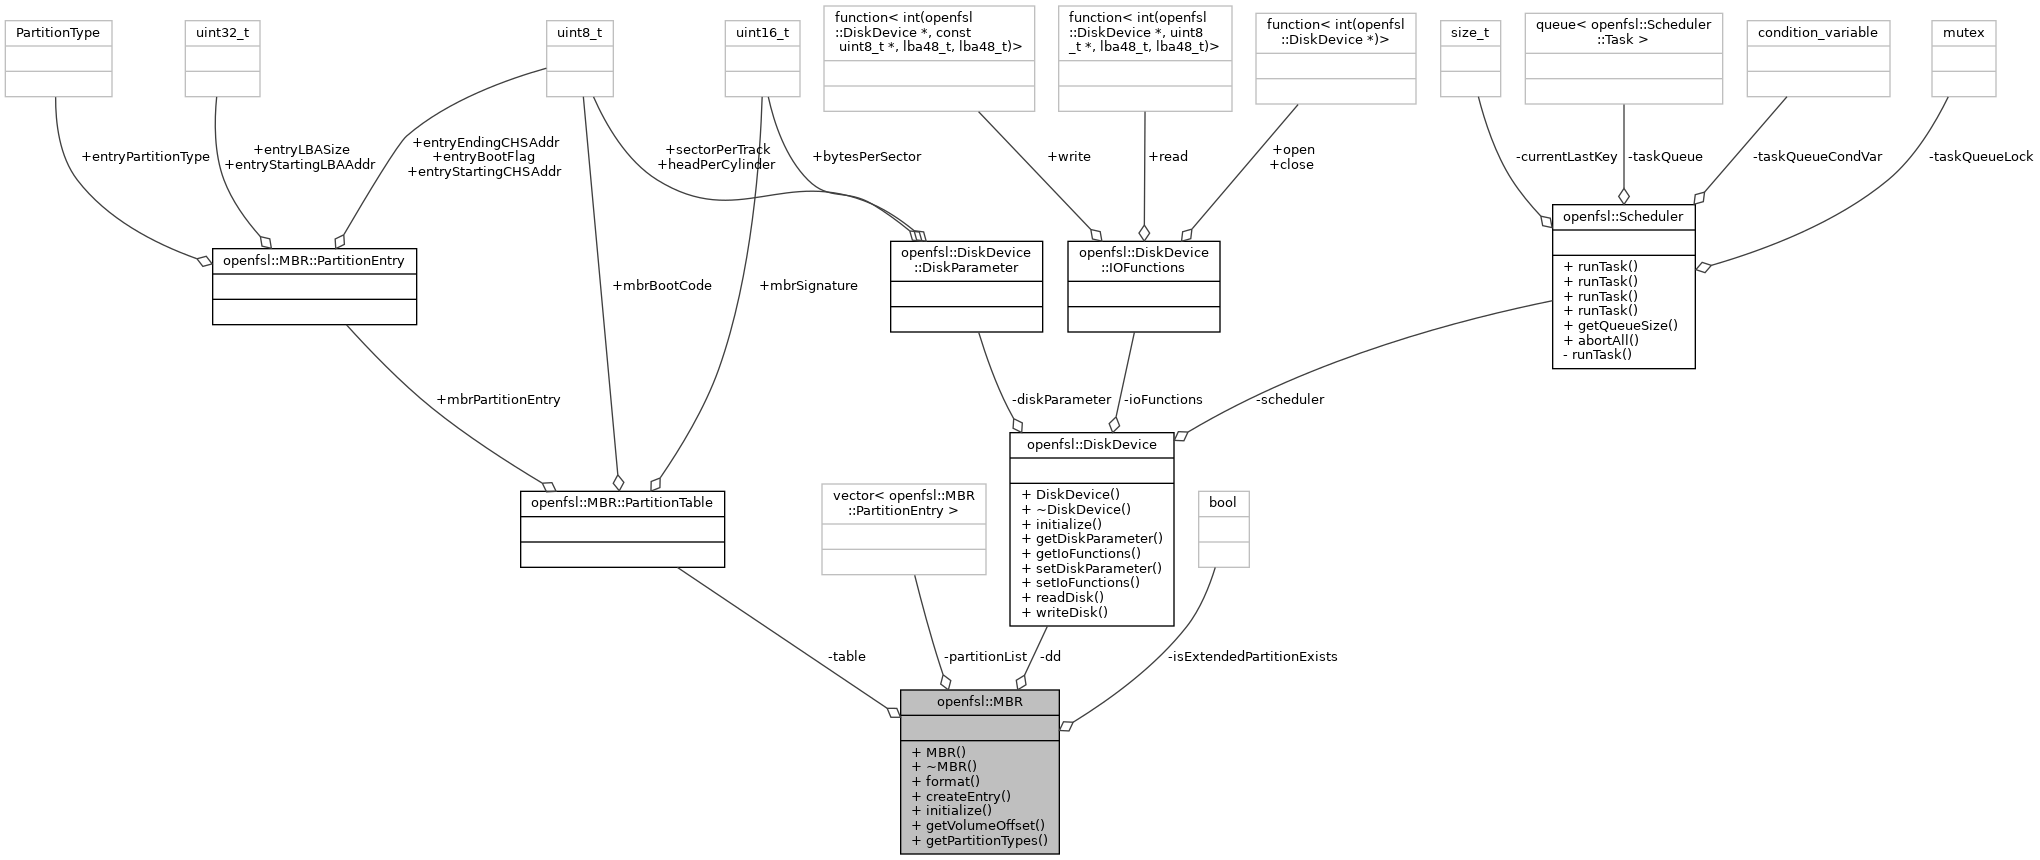 PartitionType
uint32_t
uint8_t
uint16_t
function< int(openfsl
::DiskDevice *, const
uint8_t *, lba48_t, lba48_t)>
function< int(openfsl
::DiskDevice *, uint8
_t *, lba48_t, lba48_t)>
function< int(openfsl
::DiskDevice *)>
size_t
queue< openfsl::Scheduler
::Task >
condition_variable
mutex
+entryPartitionType
+entryLBASize
+entryStartingLBAAddr
+entryEndingCHSAddr
+entryBootFlag
+entryStartingCHSAddr
+sectorPerTrack
+headPerCylinder
+bytesPerSector
+write
+read
+open
+close
-currentLastKey
-taskQueue
-taskQueueCondVar
-taskQueueLock
openfsl::MBR::PartitionEntry
+mbrBootCode
+mbrSignature
openfsl::DiskDevice
::DiskParameter
openfsl::DiskDevice
::IOFunctions
openfsl::Scheduler
+ runTask()
+ runTask()
+ runTask()
+ runTask()
+ getQueueSize()
+ abortAll()
- runTask()
+mbrPartitionEntry
-diskParameter
-ioFunctions
-scheduler
openfsl::MBR::PartitionTable
vector< openfsl::MBR
::PartitionEntry >
openfsl::DiskDevice
+ DiskDevice()
+ ~DiskDevice()
+ initialize()
+ getDiskParameter()
+ getIoFunctions()
+ setDiskParameter()
+ setIoFunctions()
+ readDisk()
+ writeDisk()
bool
-table
-partitionList
-dd
-isExtendedPartitionExists
openfsl::MBR
+ MBR()
+ ~MBR()
+ format()
+ createEntry()
+ initialize()
+ getVolumeOffset()
+ getPartitionTypes()